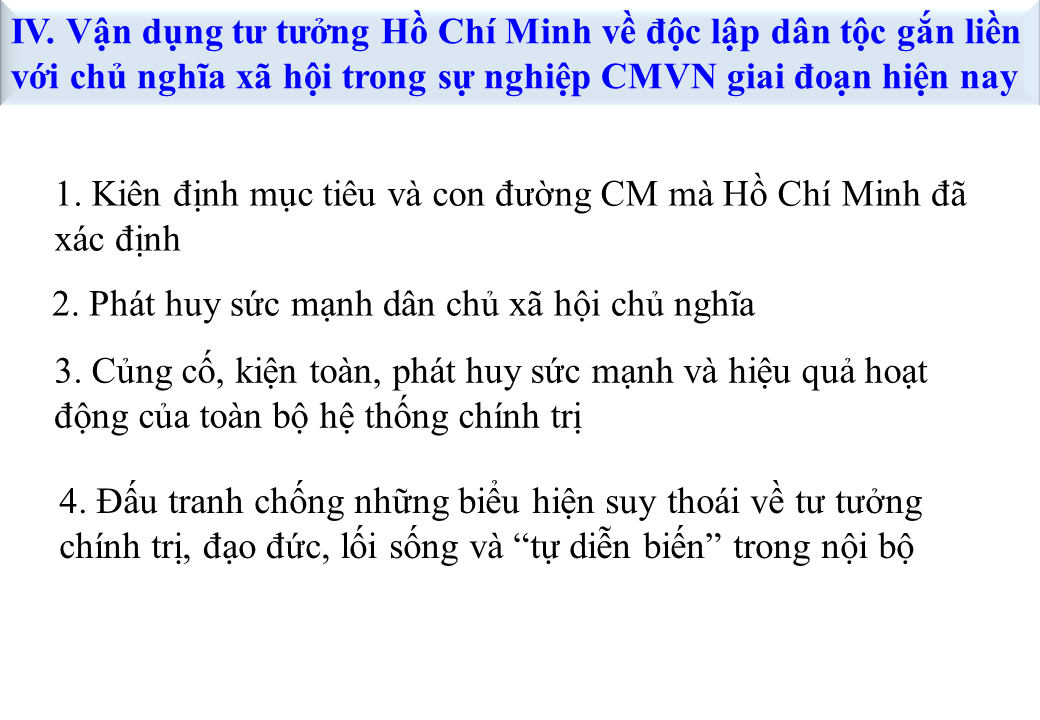 IV. Vận dụng tư tưởng Hồ Chí Minh về độc lập dân tộc gắn liền
với chủ nghĩa xã hội trong sự nghiệp CMVN giai đoạn hiện nay
1. Kiên định mục tiêu và con đường CM mà Hồ Chí Minh đã
xác định
2. Phát huy sức mạnh dân chủ xã hội chủ nghĩa
3. Củng cố, kiện toàn, phát huy sức mạnh và hiệu quả hoạt
động của toàn bộ hệ thống chính trị
4. Đấu tranh chống những biểu hiện suy thoái về tư tưởng
chính trị, đạo đức, lối sống và “tự diễn biến” trong nội bộ